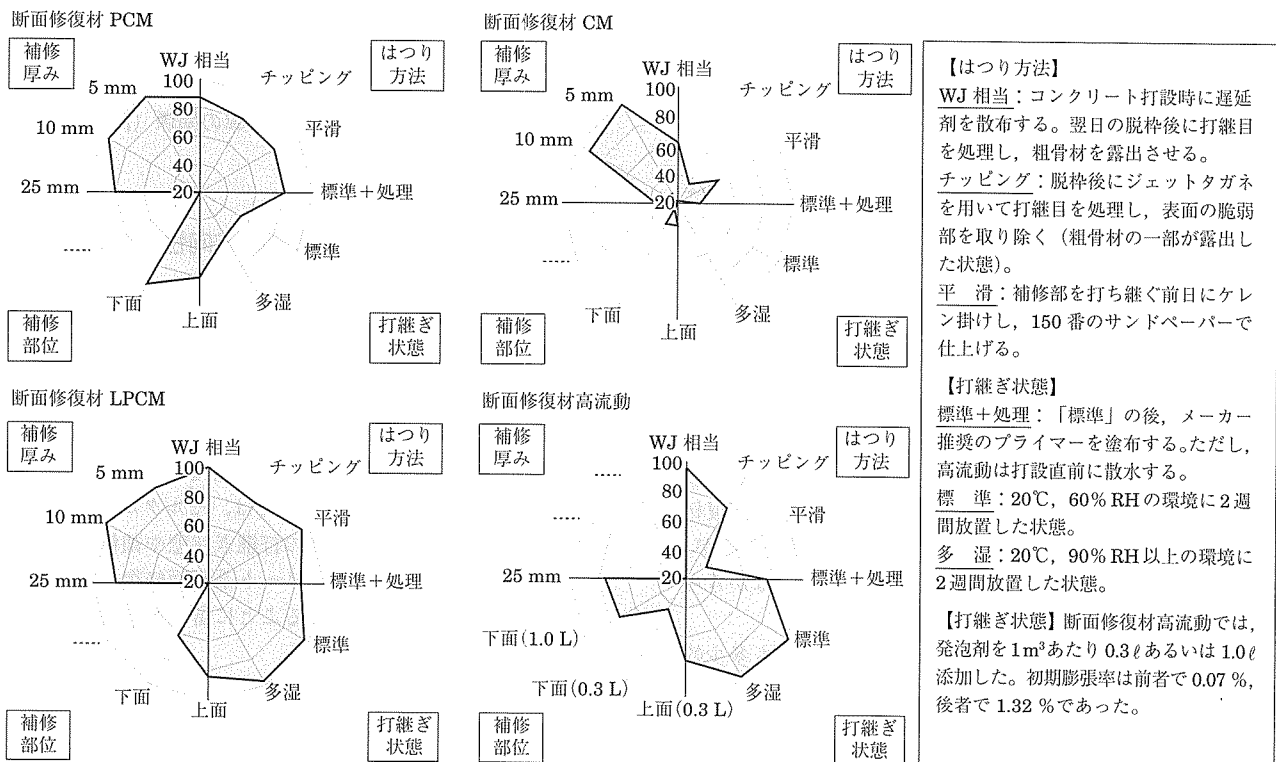 断面修復材 PCM
補修
厚み
はつり
方法
WJ 相当
チッピング
平滑
標準＋処理
標準
多湿
上面
下面
-----
25 mm
10 mm
5 mm
100
80
60
40
20
補修
部位
打継ぎ
状態
断面修復材 CM
補修
厚み
はつり
方法
WJ 相当
チッピング
平滑
標準＋処理
標準
多湿
上面
下面
-----
25 mm
10 mm
5 mm
100
80
60
40
20
補修
部位
打継ぎ
状態
断面修復材 LPCM
補修
厚み
はつり
方法
WJ 相当
チッピング
平滑
標準＋処理
標準
多湿
上面
下面
-----
25 mm
10 mm
5 mm
100
80
60
40
20
補修
部位
打継ぎ
状態
断面修復材高流動
補修
厚み
はつり
方法
WJ 相当
チッピング
平滑
標準＋処理
標準
多湿
上面(0.3 L)
下面(0.3 L)
下面(1.0 L)
25 mm
-----
-----
100
80
60
40
20
補修
部位
打継ぎ
状態
【はつり方法】
WJ 相当：コンクリート打設時に遅延
剤を散布する。翌日の脱枠後に打継目
を処理し，粗骨材を露出させる。
チッピング：脱枠後にジェットタガネ
を用いて打継目を処理し，表面の脆弱
部を取り除く（粗骨材の一部が露出し
た状態）。
平　滑：補修部を打ち継ぐ前日にケレ
ン掛けし，150 番のサンドペーパーで
仕上げる。
【打継ぎ状態】
標準＋処理：「標準」の後，メーカー
推奨のプライマーを塗布する。ただし，
高流動は打設直前に散水する。
標　準：20℃，60% RH の環境に 2 週
間放置した状態。
多　湿：20℃，90% RH 以上の環境に
2 週間放置した状態。
【打継ぎ状態】断面修復材高流動では，
発泡剤を 1 m³あたり 0.3 ℓ あるいは 1.0 ℓ
添加した。初期膨張率は前者で 0.07 %，
後者で 1.32 % であった。